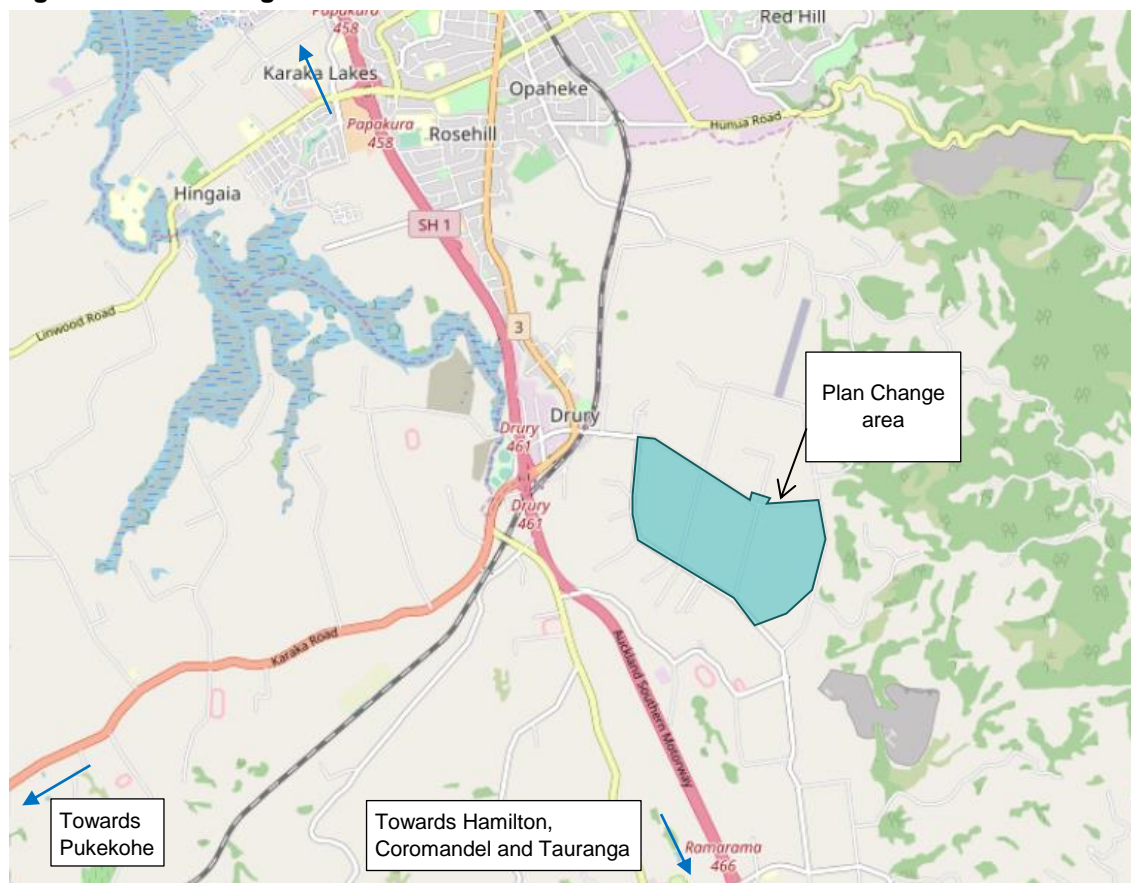 Papakura
458
Red Hill
Karaka Lakes
Opaheke
Papakura
458
Rosehill
Hunua Road
Hingaia
SH 1
Linwood Road
3
Plan Change
area
Drury
Drury
461
Drury
461
Karaka Road
Auckland Southern Motorway
Towards
Pukekohe
Towards Hamilton,
Coromandel and Tauranga
Ramarama
466